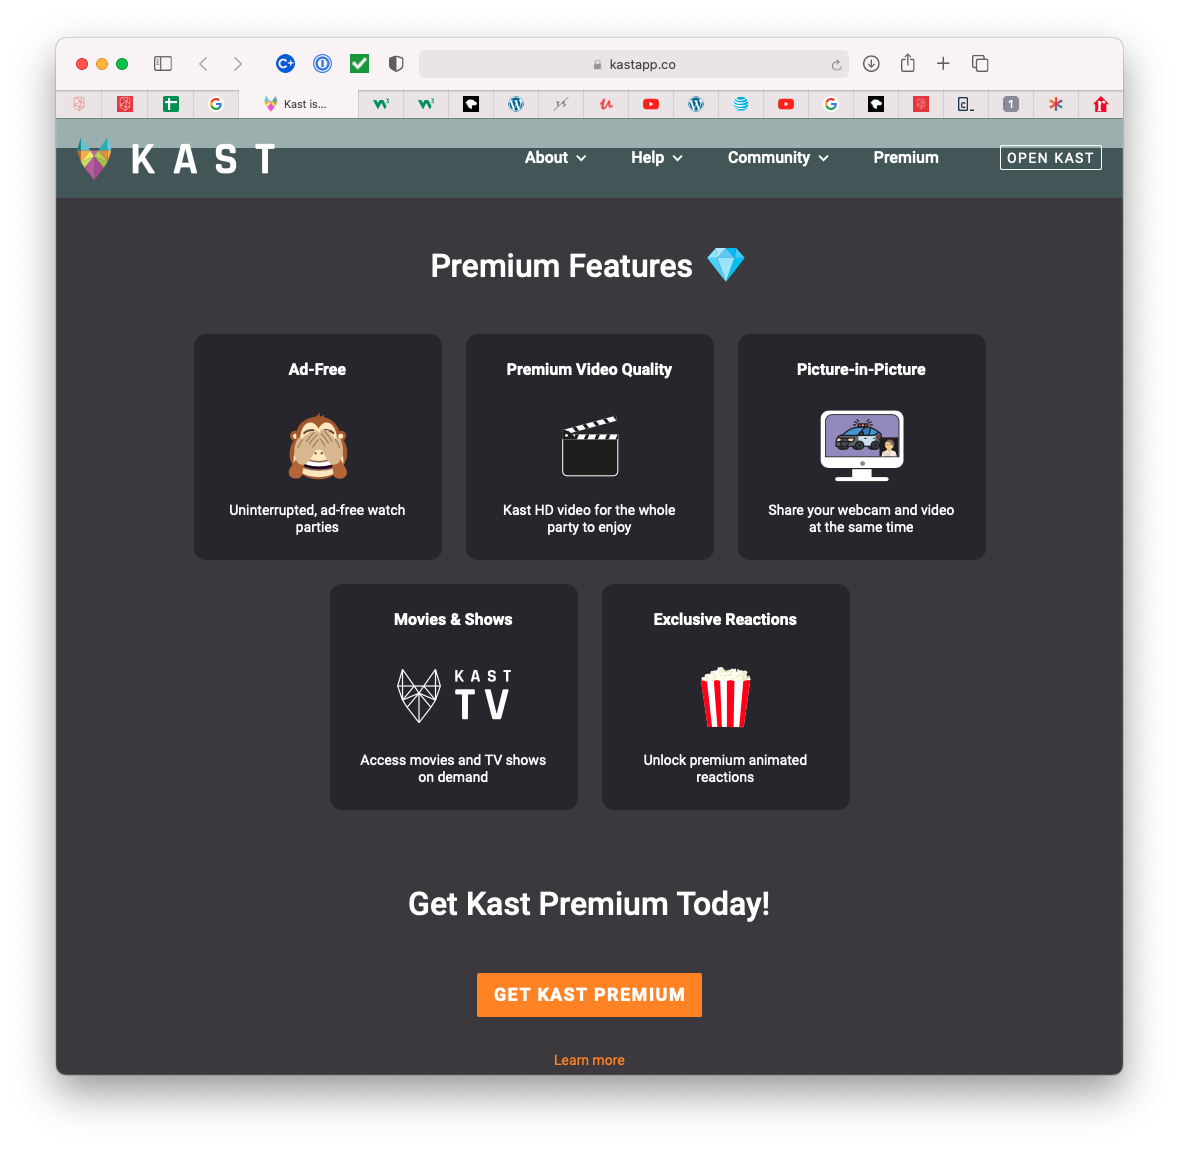 kastapp.co
Kast is...
1
KAST
About
Help
Community
Premium
OPEN KAST
Premium Features
Ad-Free
Uninterrupted, ad-free watch
parties
Premium Video Quality
Kast HD video for the whole
party to enjoy
Picture-in-Picture
Share your webcam and video
at the same time
Movies & Shows
KAST
TV
Access movies and TV shows
on demand
Exclusive Reactions
Unlock premium animated
reactions
Get Kast Premium Today!
GET KAST PREMIUM
Learn more